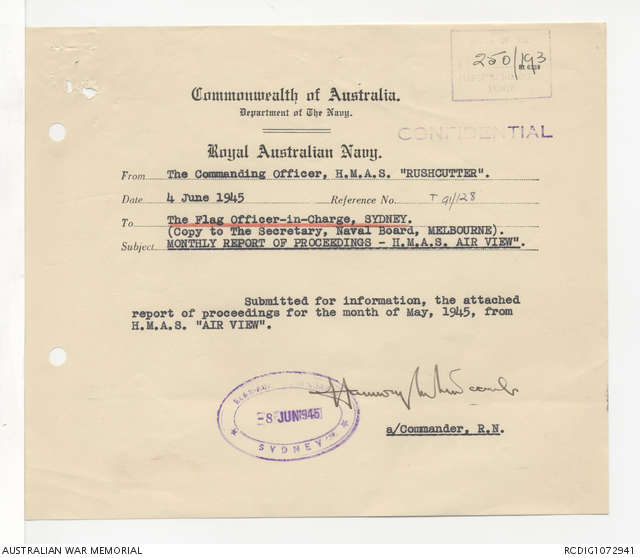 250/193
Commonwealth of Australia.
Department of The Navy.
CONFIDENTIAL
Royal Australian Navy.
From The Commanding Officer, H.M.A.S. "RUSHCUTTER".
Date 4 June 1945 Reference No. T 91/128
To The Flag Officer-in-Charge, SYDNEY.
(Copy to The Secretary, Naval Board, MELBOURNE).
Subject MONTHLY REPORT OF PROCEEDINGS - H.M.A.S. AIR VIEW".
Submitted for information, the attached
report of proceedings for the month of May, 1945, from
H.M.A.S. "AIR VIEW".
8 JUN 1945
SYDNEY
a/Commander, R.N.
AUSTRALIAN WAR MEMORIAL
RCDIG1072941